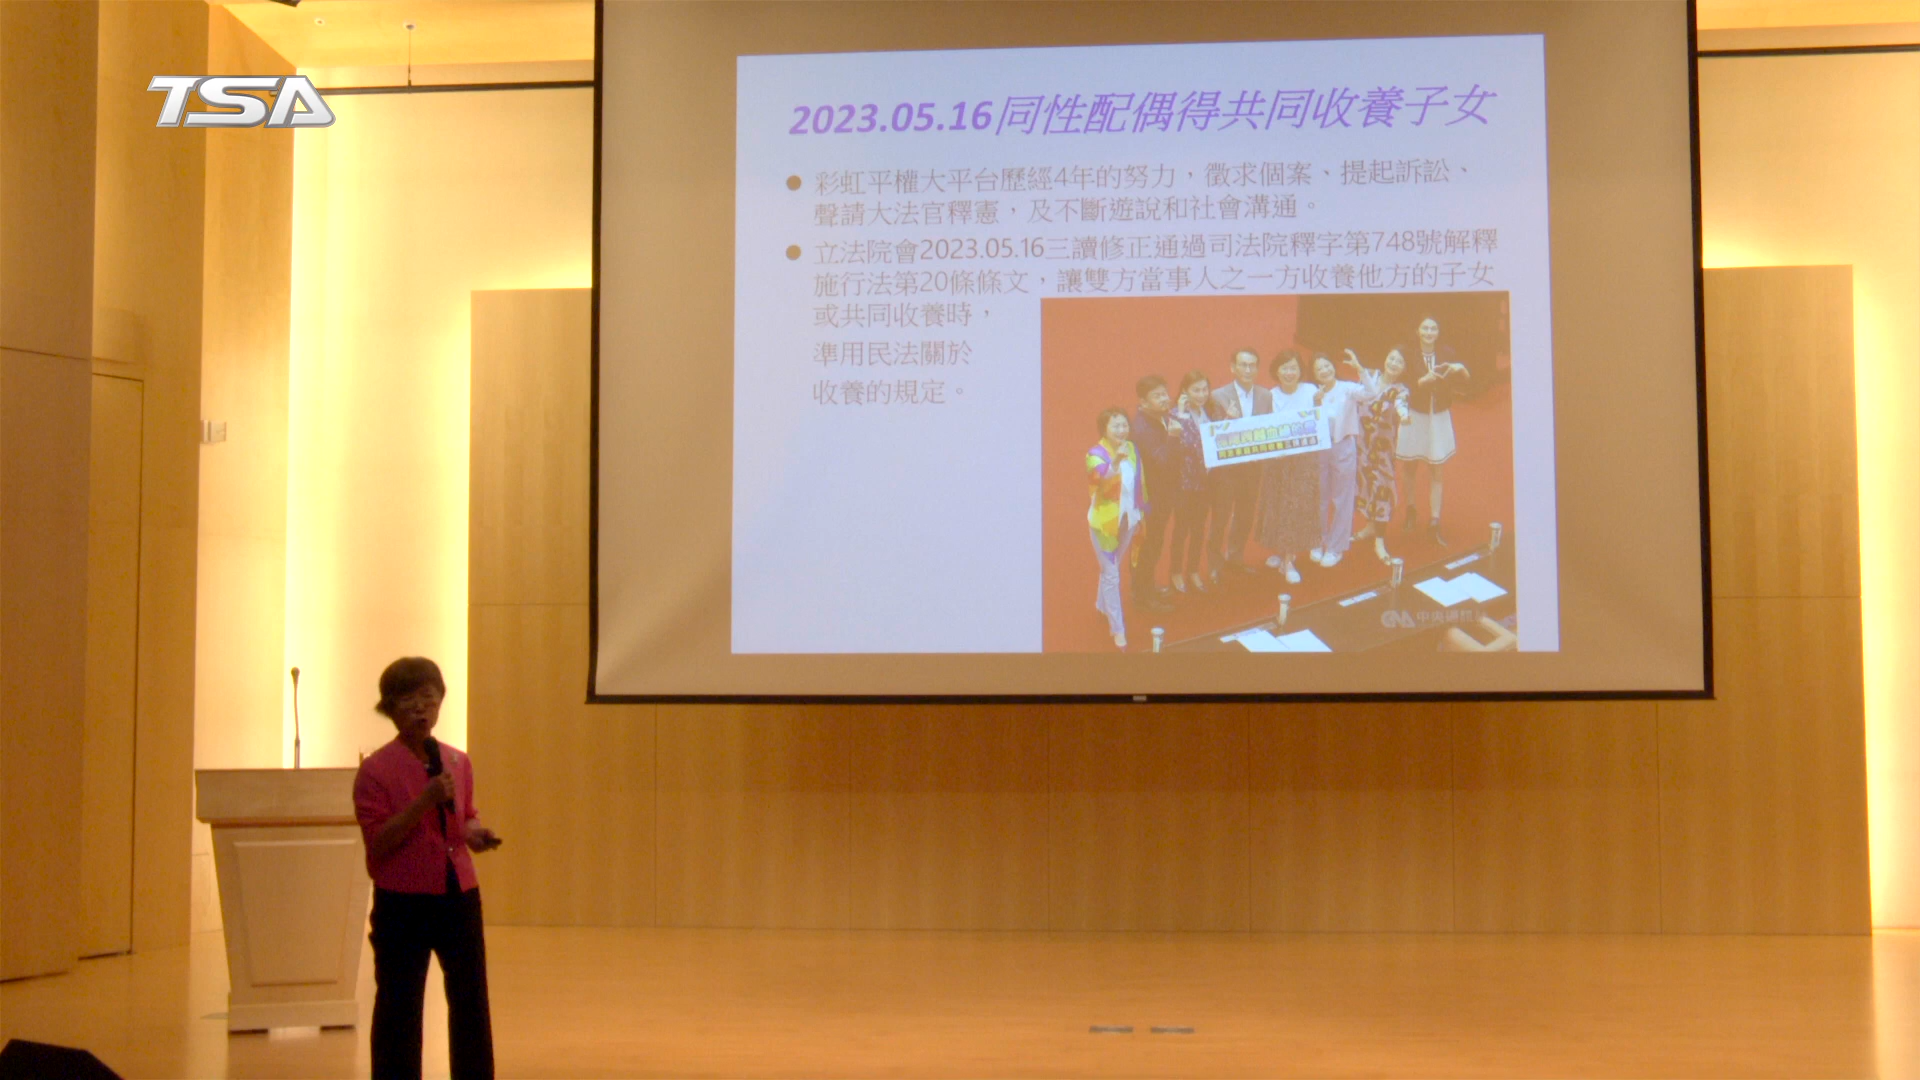 TSA
2023.05.16同性配偶得共同收養子女
● 彩虹平權大平台歷經4年的努力，徵求個案、提起訴訟、
聲請大法官釋憲，及不斷遊說和社會溝通。
● 立法院會2023.05.16三讀修正通過司法院釋字第748號解釋
施行法第20條條文，讓雙方當事人之一方收養他方的子女
或共同收養時，
準用民法關於
收養的規定。
CNA 中央通訊社